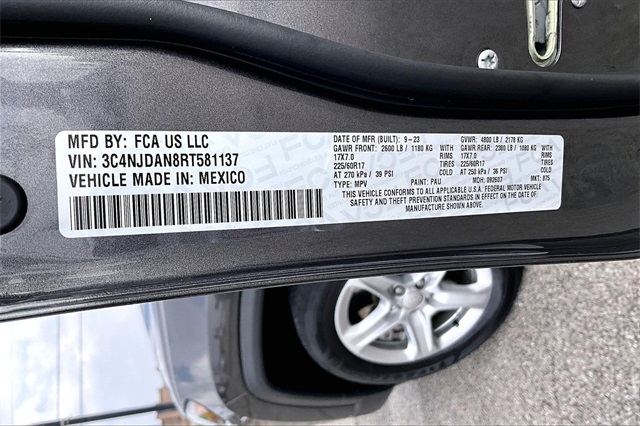 MFD BY: FCA US LLC
VIN: 3C4NJDAN8RT581137
VEHICLE MADE IN: MEXICO
DATE OF MFR (BUILT): 9-23 GVWR: 4800 LB / 2178 KG
GAWR FRONT: 2600 LB / 1180 KG GAWR REAR: 2380 LB / 1080 KG
17X7.0 RIMS 17X7.0 RIMS
225/60R17 TIRES 225/60R17 TIRES
AT 270 kPa / 39 PSI COLD AT 250 kPa / 36 PSI COLD
TYPE: MPV PAINT: PAU MDH: 092607 MKT: 875
THIS VEHICLE CONFORMS TO ALL APPLICABLE U.S.A. FEDERAL MOTOR VEHICLE
SAFETY AND THEFT PREVENTION STANDARDS IN EFFECT ON THE DATE OF
MANUFACTURE SHOWN ABOVE.